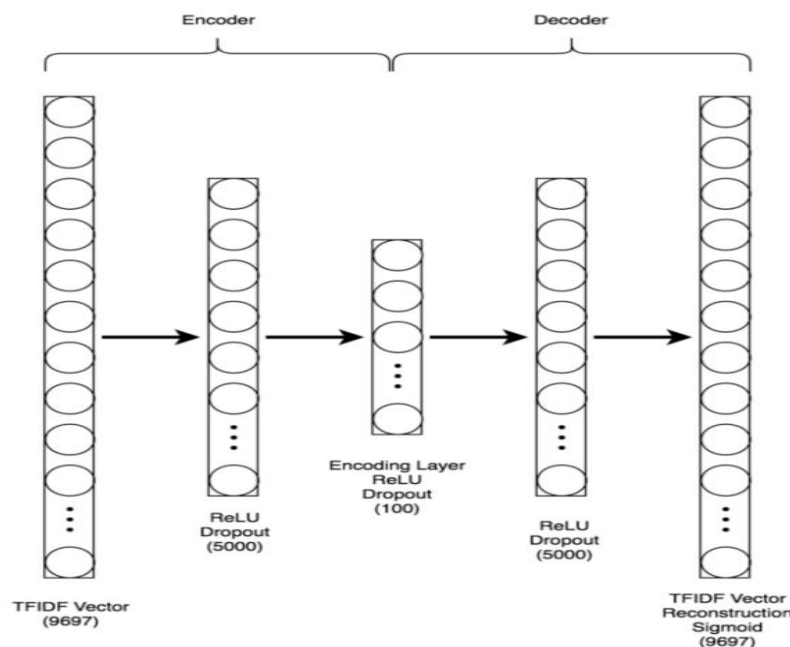 Encoder
Decoder
TFIDF Vector
(9697)
ReLU
Dropout
(5000)
Encoding Layer
ReLU
Dropout
(100)
ReLU
Dropout
(5000)
TFIDF Vector
Reconstruction
Sigmoid
(9697)